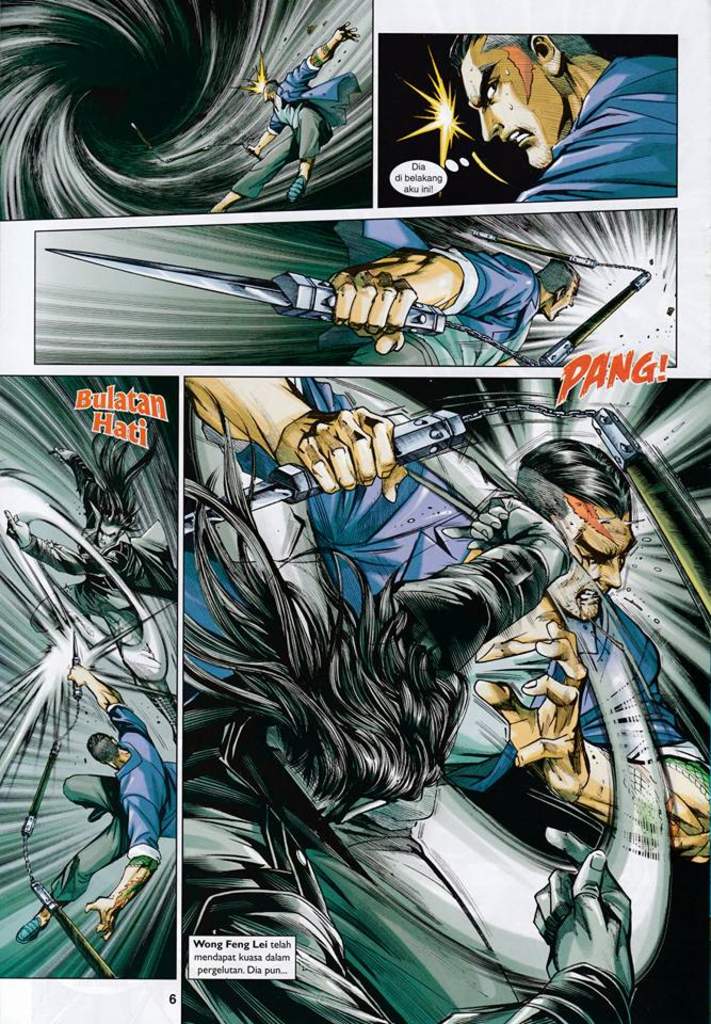 Dia
di belakang
aku ini!
PANG!
Bulatan
Hati
Wong Feng Lei telah
mendapat kuasa dalam
pergelutan. Dia pun...
6